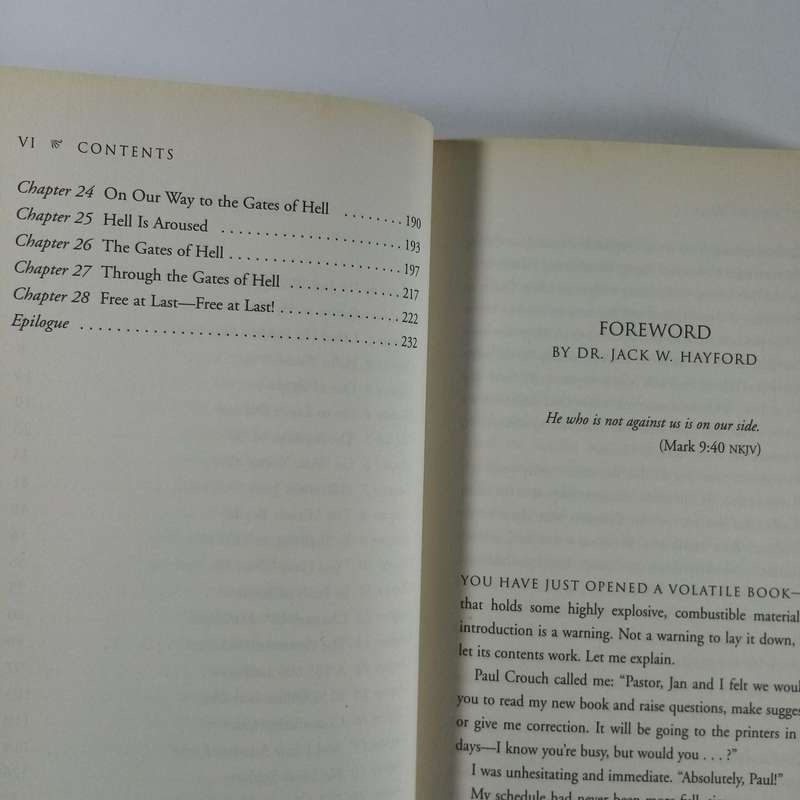 VI CONTENTS
Chapter 24 On Our Way to the Gates of Hell ........ 190
Chapter 25 Hell Is Aroused .................... 193
Chapter 26 The Gates of Hell ................... 197
Chapter 27 Through the Gates of Hell ............. 217
Chapter 28 Free at Last—Free at Last! ............. 222
Epilogue ................................... 232
FOREWORD
BY DR. JACK W. HAYFORD
He who is not against us is on our side.
(Mark 9:40 NKJV)
YOU HAVE JUST OPENED A VOLATILE BOOK—
that holds some highly explosive, combustible material
introduction is a warning. Not a warning to lay it down,
let its contents work. Let me explain.
Paul Crouch called me: “Pastor, Jan and I felt we woul
you to read my new book and raise questions, make sugges
or give me correction. It will be going to the printers in
days—I know you’re busy, but would you . . . ?”
I was unhesitating and immediate. “Absolutely, Paul!”
My schedule had never been more